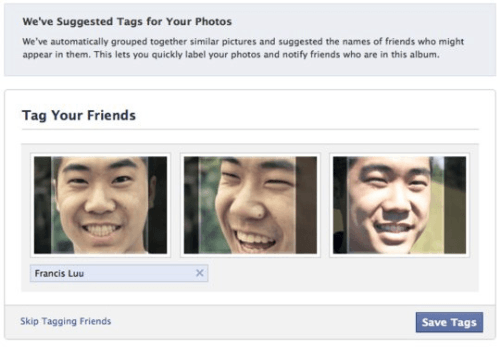 We've Suggested Tags for Your Photos
We've automatically grouped together similar pictures and suggested the names of friends who might
appear in them. This lets you quickly label your photos and notify friends who are in this album.
Tag Your Friends
Francis Luu
Skip Tagging Friends
Save Tags